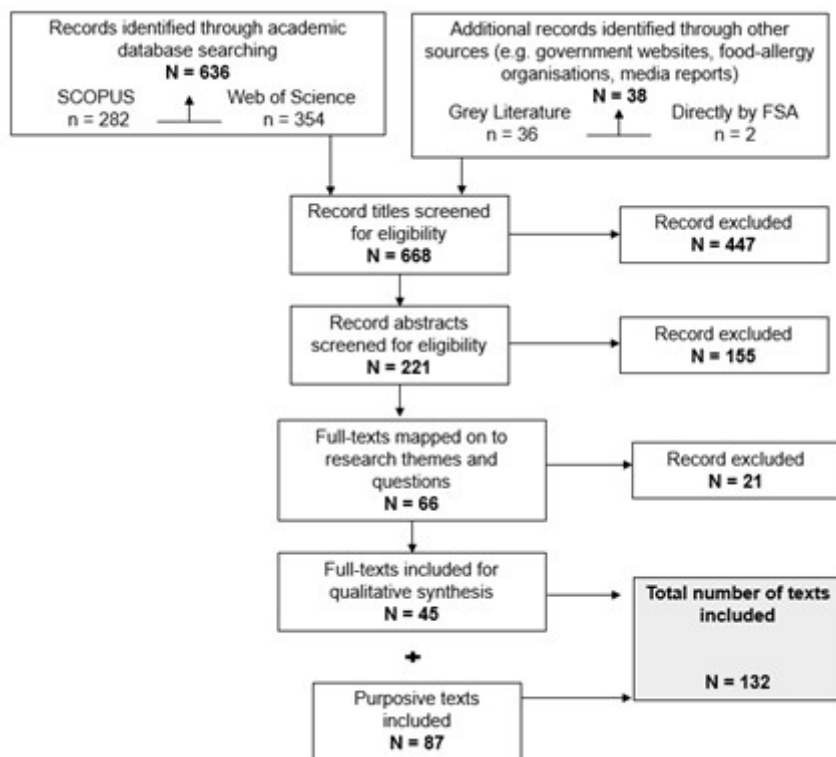 Records identified through academic
database searching
N = 636
SCOPUS
n = 282
Web of Science
n = 354
Additional records identified through other
sources (e.g. government websites, food-allergy
organisations, media reports)
N = 38
Grey Literature
n = 36
Directly by FSA
n = 2
Record titles screened
for eligibility
N = 668
Record excluded
N = 447
Record abstracts
screened for eligibility
N = 221
Record excluded
N = 155
Full-texts mapped on to
research themes and
questions
N = 66
Record excluded
N = 21
Full-texts included for
qualitative synthesis
N = 45
Total number of texts
included
N = 132
+
Purposive texts
included
N = 87